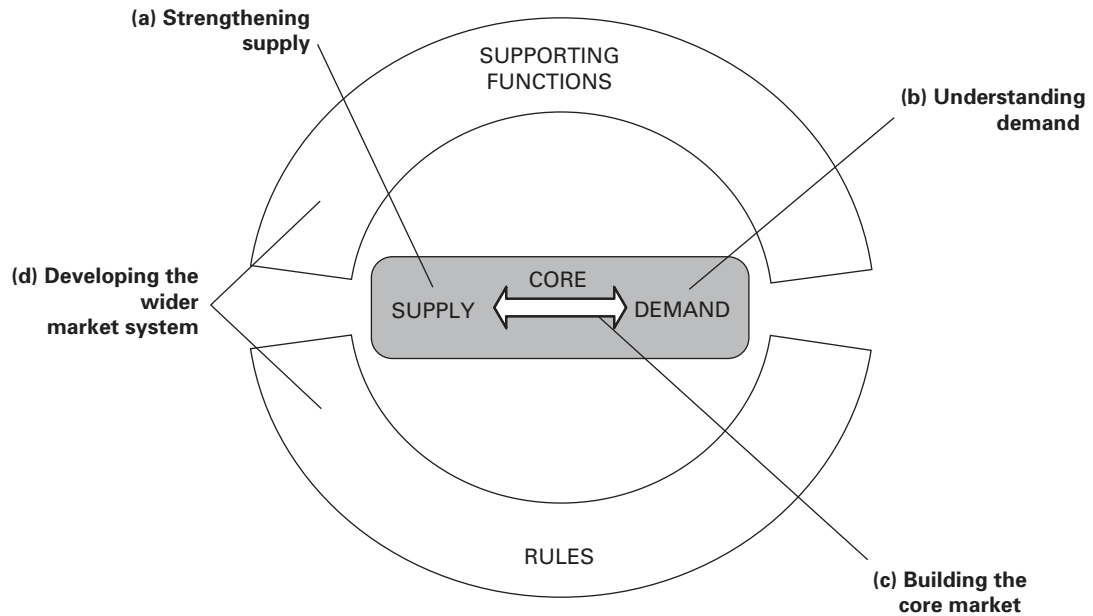 (a) Strengthening
supply
SUPPORTING
FUNCTIONS
(b) Understanding
demand
(d) Developing the
wider
market system
CORE
SUPPLY
DEMAND
RULES
(c) Building the
core market